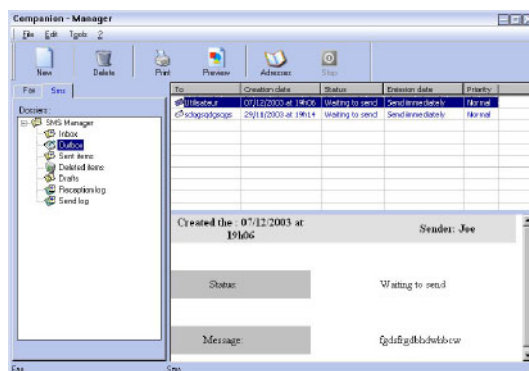 Companion - Manager
File Edit Tools ?
New Delete Print Preview Adresses Stop
Fax Sms
To Creation date Status Emission date Priority
Utilisateur 07/12/2003 at 19h06 Waiting to send Send immediately Normal
sdqgsqdgsqgs 29/11/2003 at 19h14 Waiting to send Send immediately Normal
Dossiers:
SMS Manager
Inbox
Outbox
Sent items
Deleted items
Drafts
Reception log
Send log
Created the : 07/12/2003 at
19h06
Sender: Joe
Status:
Waiting to send
Message:
Fax Sms